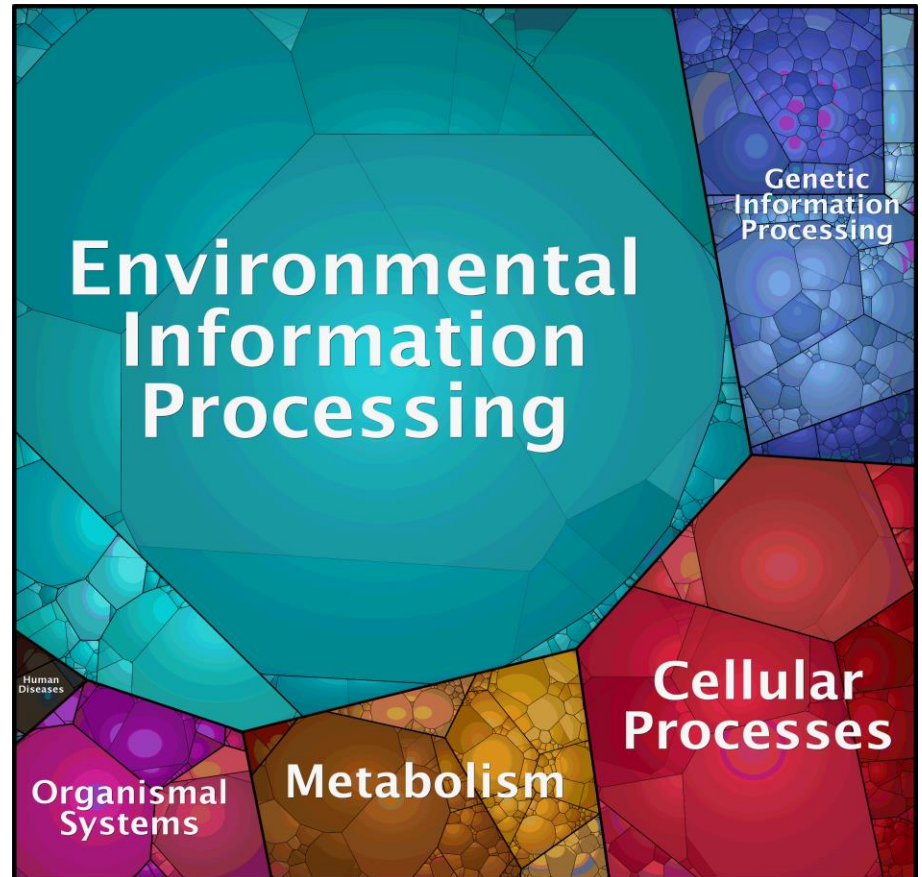 Genetic
Information
Processing
Environmental
Information
Processing
Human
Diseases
Cellular
Processes
Metabolism
Organismal
Systems